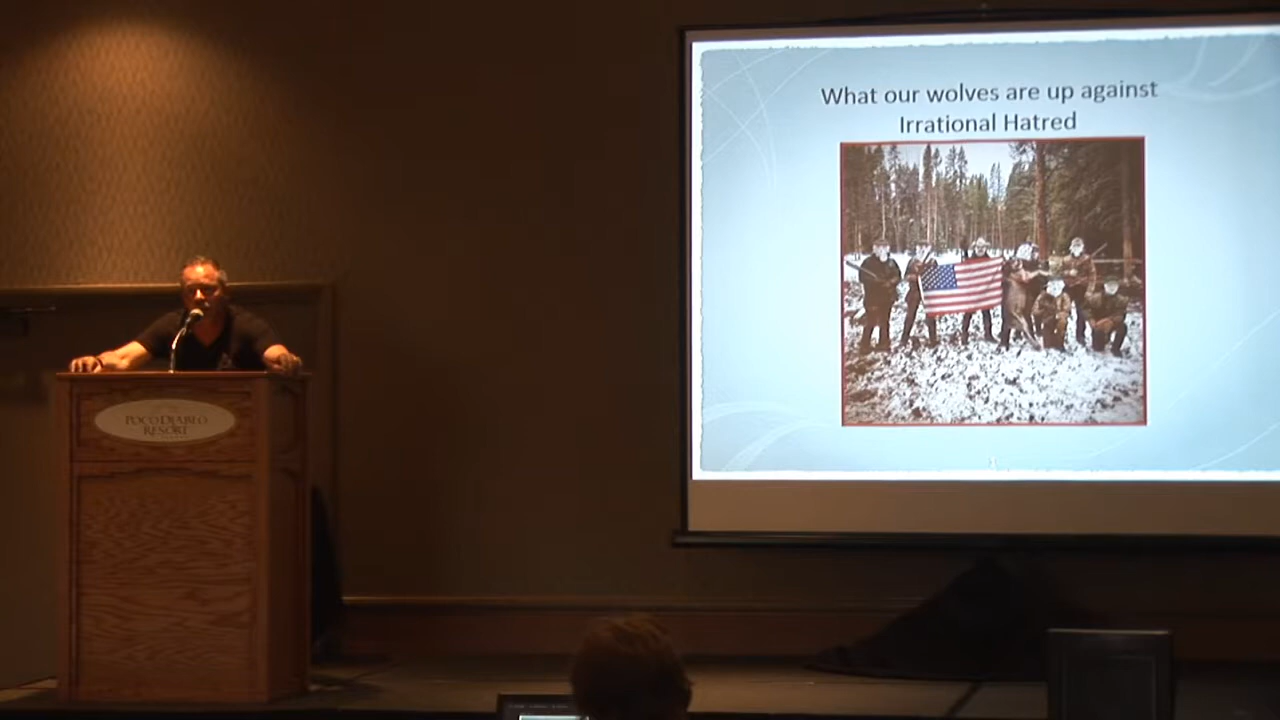 What our wolves are up against
Irrational Hatred
POCO DIABLO
RESORT